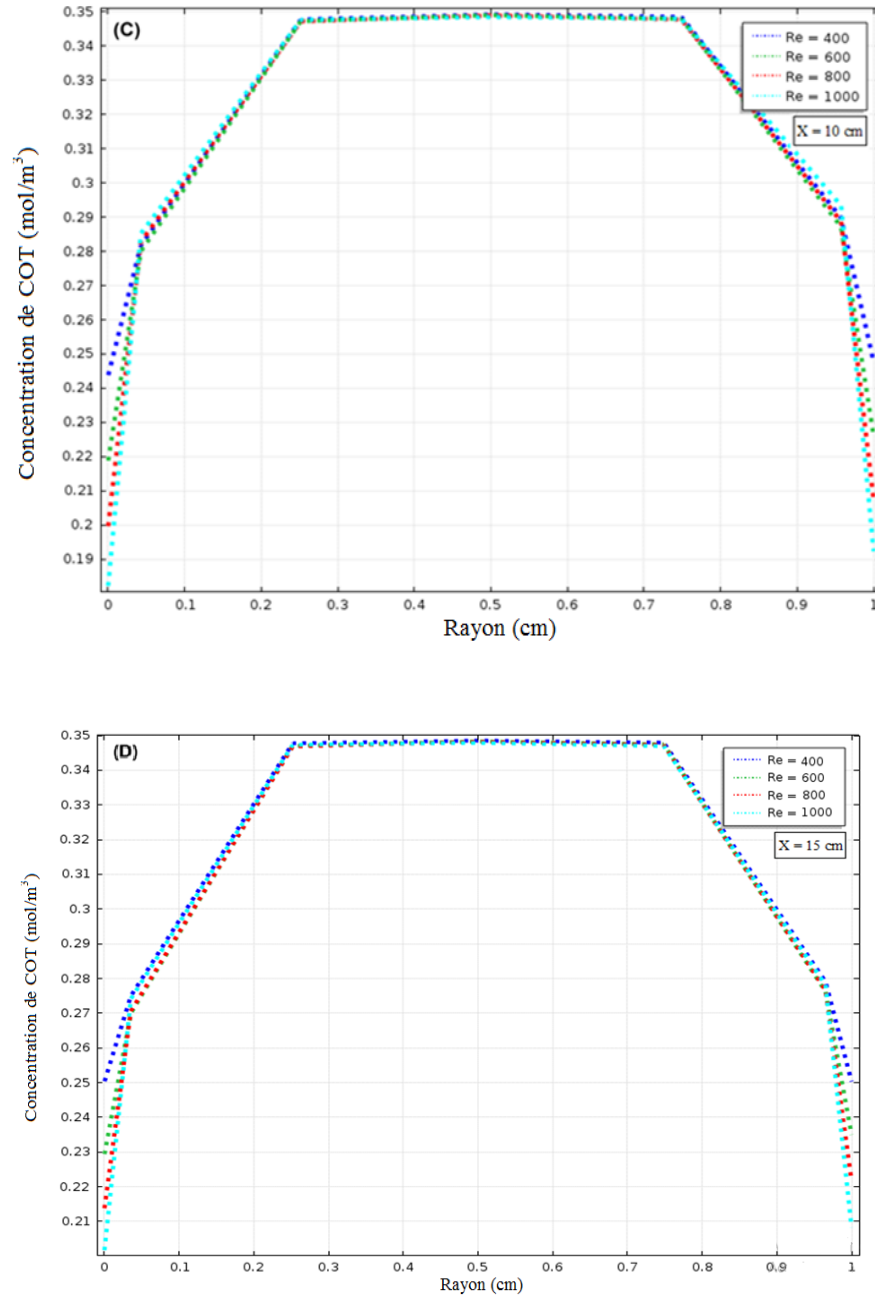 (C)
Re = 400
Re = 600
Re = 800
Re = 1000
X = 10 cm
Concentration de COT (mol/m³)
0.35
0.34
0.33
0.32
0.31
0.3
0.29
0.28
0.27
0.26
0.25
0.24
0.23
0.22
0.21
0.2
0.19
0 0.1 0.2 0.3 0.4 0.5 0.6 0.7 0.8 0.9 1
Rayon (cm)
(D)
Re = 400
Re = 600
Re = 800
Re = 1000
X = 15 cm
Concentration de COT (mol/m³)
0.35
0.34
0.33
0.32
0.31
0.3
0.29
0.28
0.27
0.26
0.25
0.24
0.23
0.22
0.21
0 0.1 0.2 0.3 0.4 0.5 0.6 0.7 0.8 0.9 1
Rayon (cm)